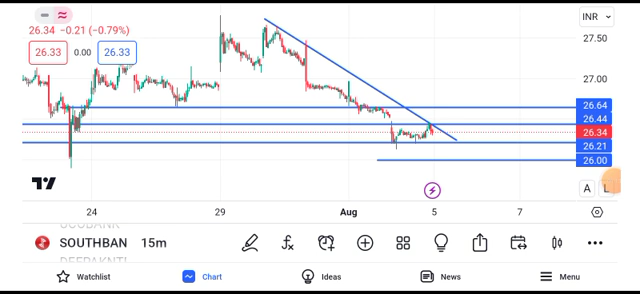 INR
26.34 −0.21 (−0.79%)
26.33 0.00 26.33
27.50
27.00
26.64
26.44
26.34
26.21
26.00
A L
24 29 Aug 5 7
SOUTHBAN 15m
Watchlist Chart Ideas News Menu